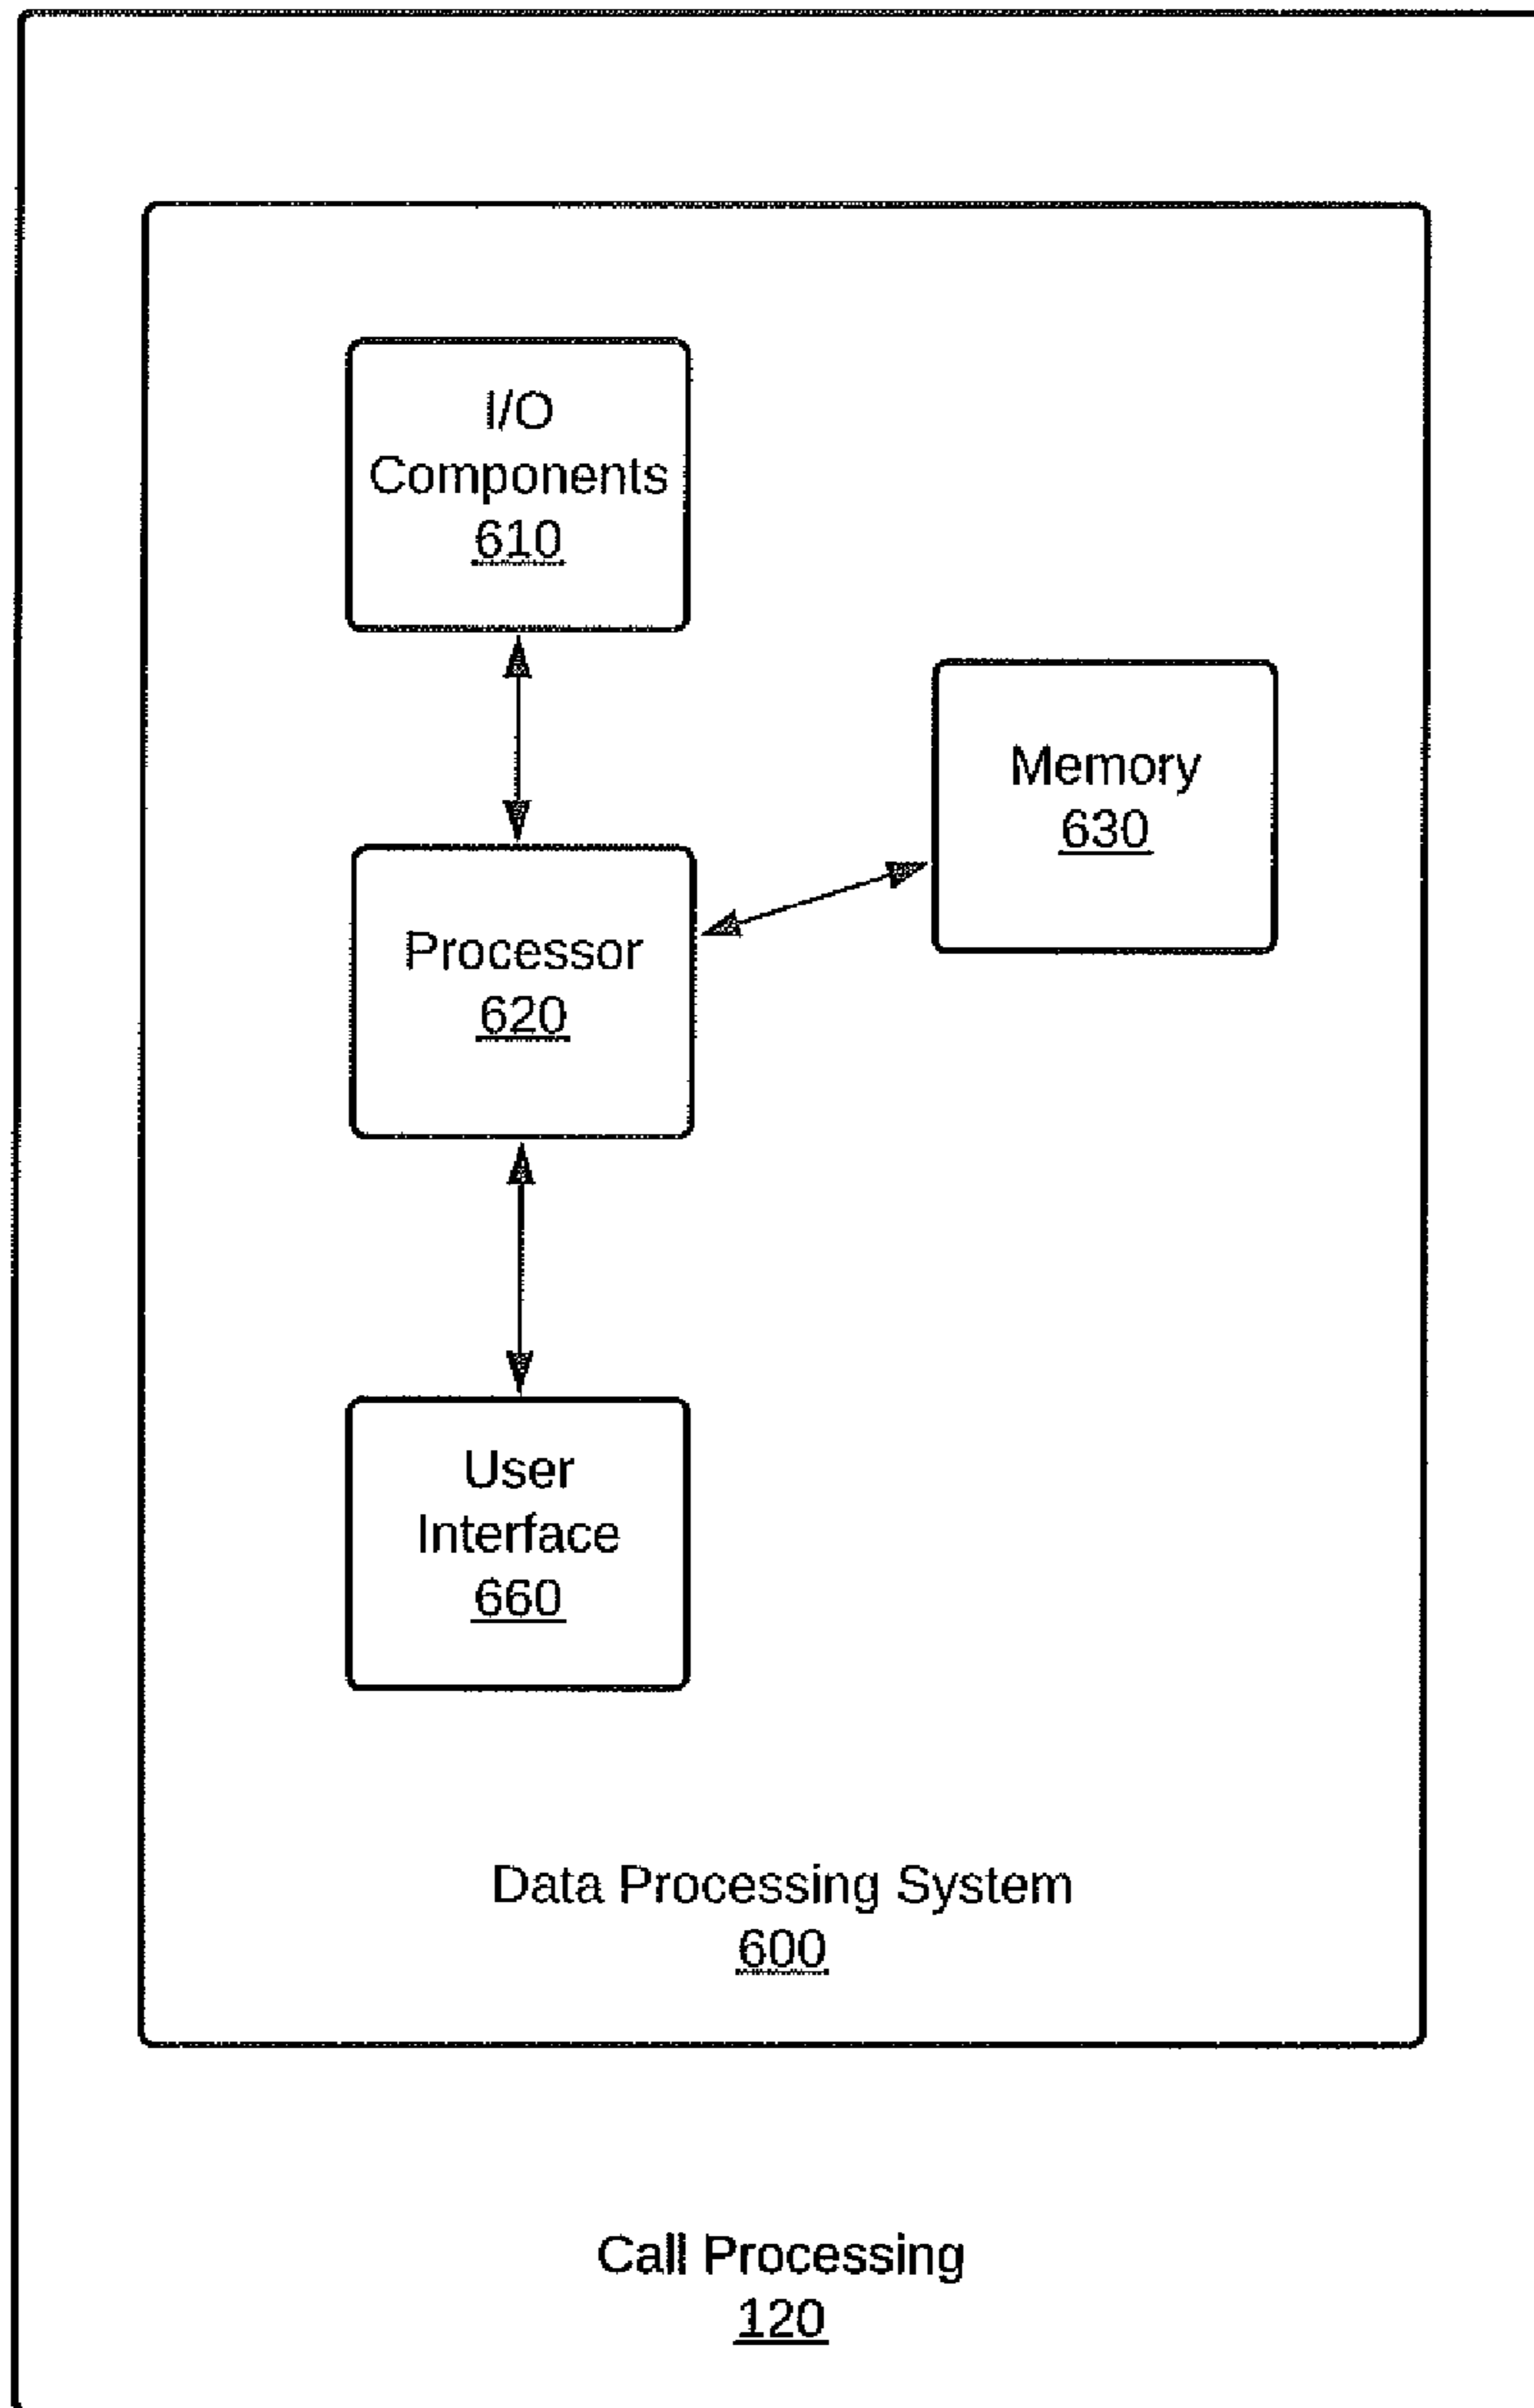 I/O
Components
610
Memory
630
Processor
620
User
Interface
660
Data Processing System
600
Call Processing
120